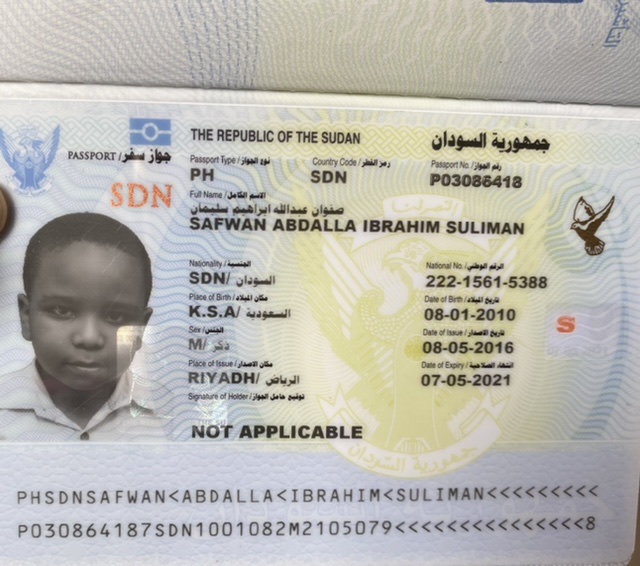 جواز سفر/PASSPORT
SDN
THE REPUBLIC OF THE SUDAN
جمهورية السودان
Passport Type / نوع الجواز
Country Code / رمز القطر
Passport No. / رقم الجواز
PH
SDN
P03086418
Full Name / الاسم الكامل
صفوان عبدالله ابراهيم سليمان
SAFWAN ABDALLA IBRAHIM SULIMAN
Nationality / الجنسية
National No. / الرقم الوطني
SDN/ السودان
222-1561-5388
Place of Birth / مكان الميلاد
Date of Birth / تاريخ الميلاد
K.S.A/ السعودية
08-01-2010
Sex / الجنس
Date of Issue / تاريخ الاصدار
M/ ذكر
08-05-2016
Place of Issue / مكان الاصدار
Date of Expiry / انتهاء الصلاحية
RIYADH/ الرياض
07-05-2021
Signature of Holder / توقيع حامل الجواز
NOT APPLICABLE
S
جمهورية السودان
PHSDNSAFWAN<ABDALLA<IBRAHIM<SULIMAN<<<<<<<<<
P030864187SDN1001082M2105079<<<<<<<<<<<<<<<8